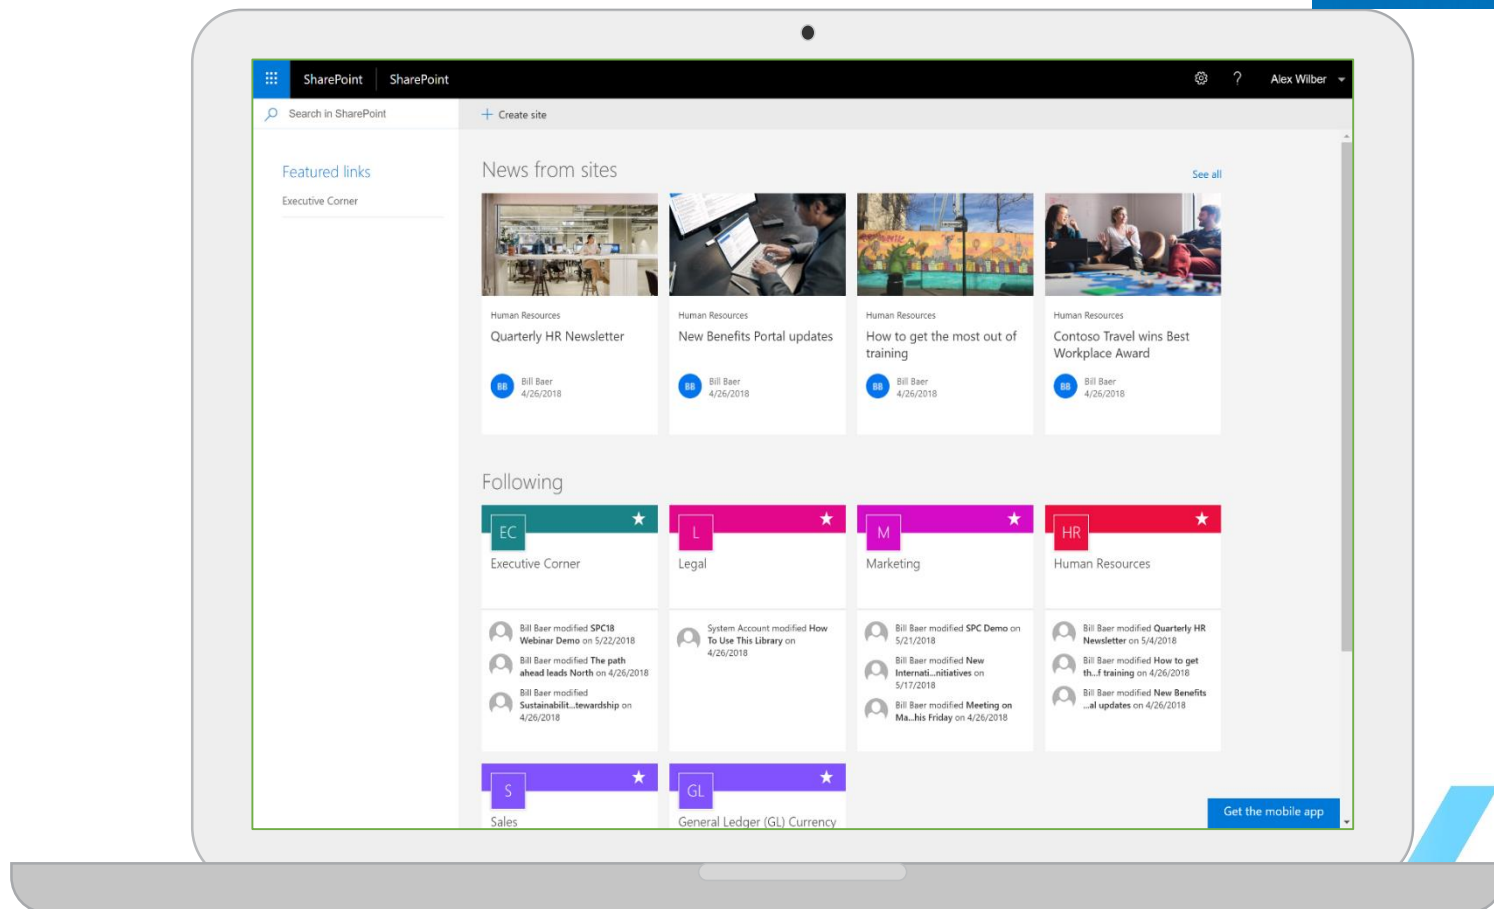 SharePoint
SharePoint
Alex Wilber
Search in SharePoint
+ Create site
Featured links
Executive Corner
News from sites
See all
Human Resources
Quarterly HR Newsletter
BB
Bill Baer
4/26/2018
Human Resources
New Benefits Portal updates
BB
Bill Baer
4/26/2018
Human Resources
How to get the most out of
training
BB
Bill Baer
4/26/2018
Human Resources
Contoso Travel wins Best
Workplace Award
BB
Bill Baer
4/26/2018
Following
EC
Executive Corner
Bill Baer modified SPC18
Webinar Demo on 5/22/2018
Bill Baer modified The path
ahead leads North on 4/26/2018
Bill Baer modified
Sustainabilit...tewardship on
4/26/2018
L
Legal
System Account modified How
To Use This Library on
4/26/2018
M
Marketing
Bill Baer modified SPC Demo on
5/21/2018
Bill Baer modified New
Internati...nitiatives on
5/17/2018
Bill Baer modified Meeting on
Ma...his Friday on 4/26/2018
HR
Human Resources
Bill Baer modified Quarterly HR
Newsletter on 5/4/2018
Bill Baer modified How to get
th...f training on 4/26/2018
Bill Baer modified New Benefits
...al updates on 4/26/2018
S
Sales
GL
General Ledger (GL) Currency
Get the mobile app